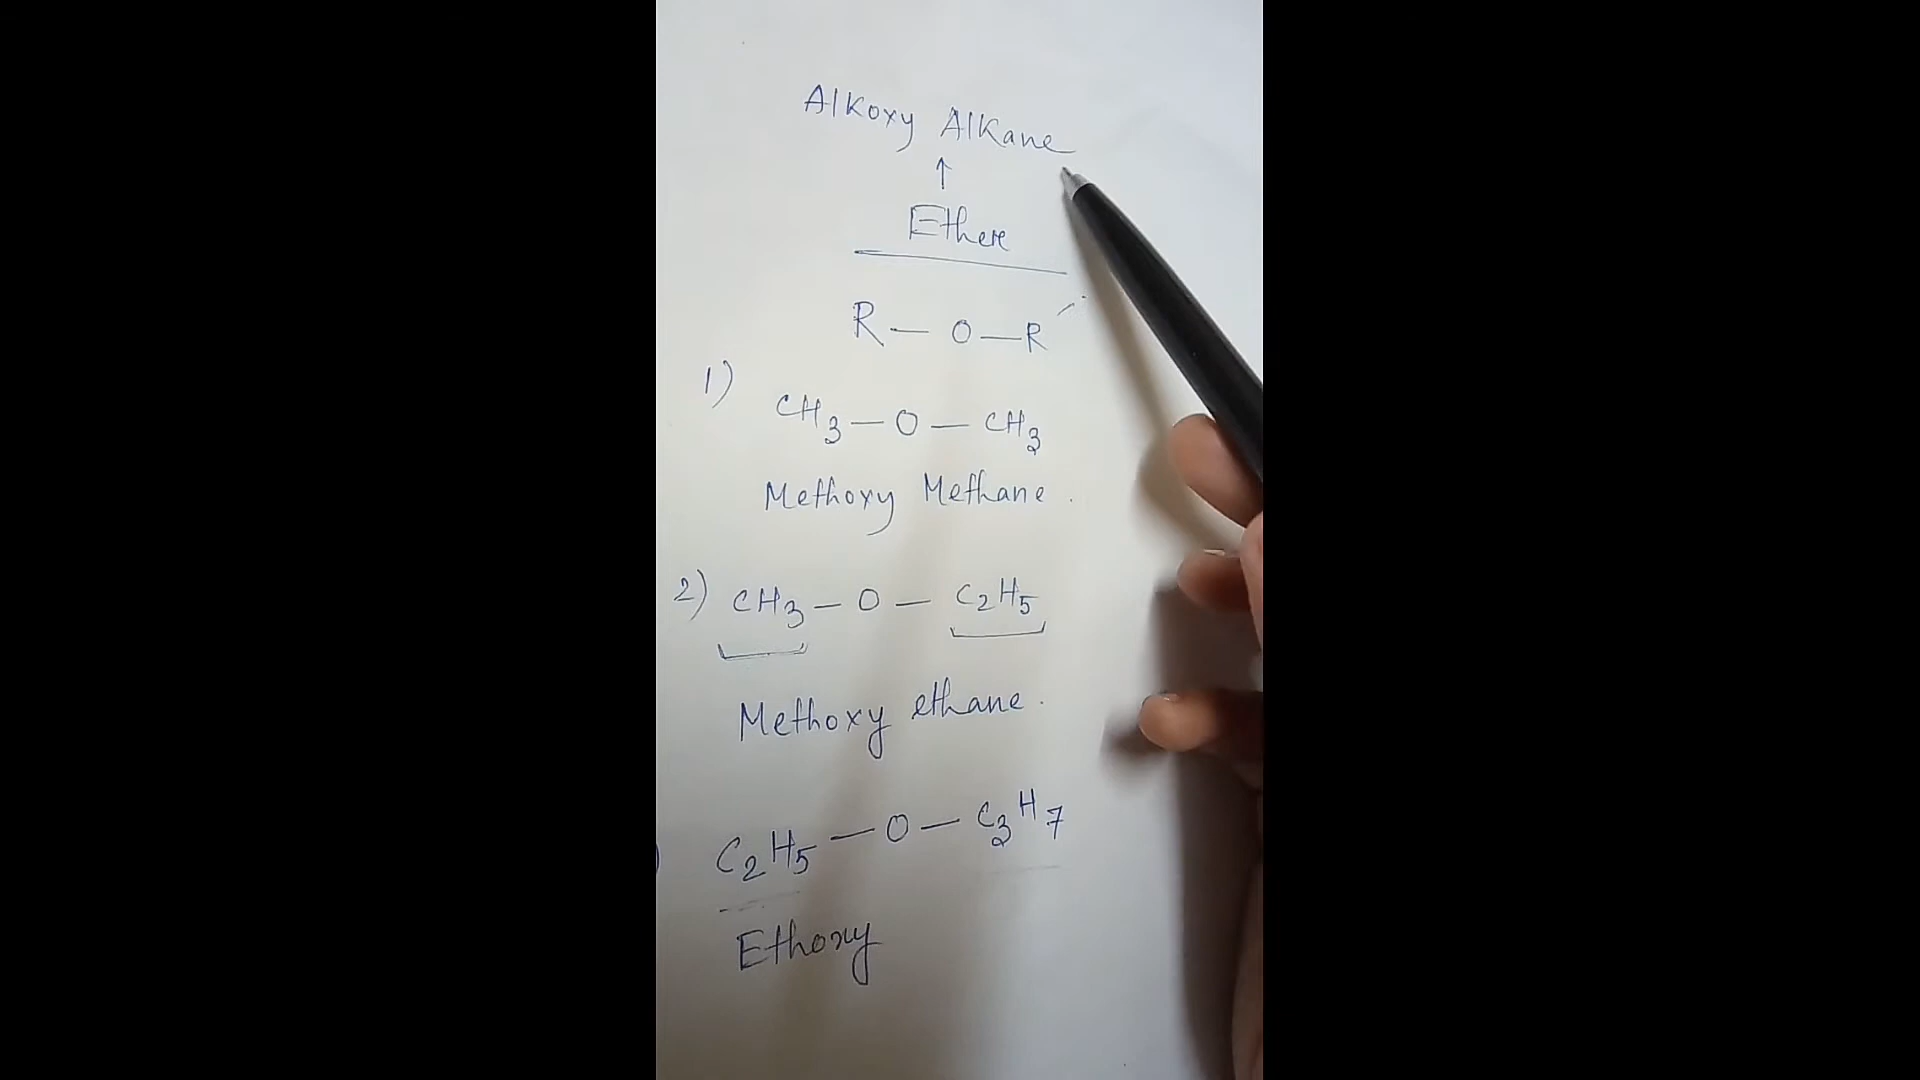 Alkoxy Alkane
↑
Ethere
R — O — R
1)
CH3 — O — CH3
Methoxy Methane.
2) CH3 — O — C2H5
Methoxy ethane.
) C2H5 — O — C3H7
Ethoxy